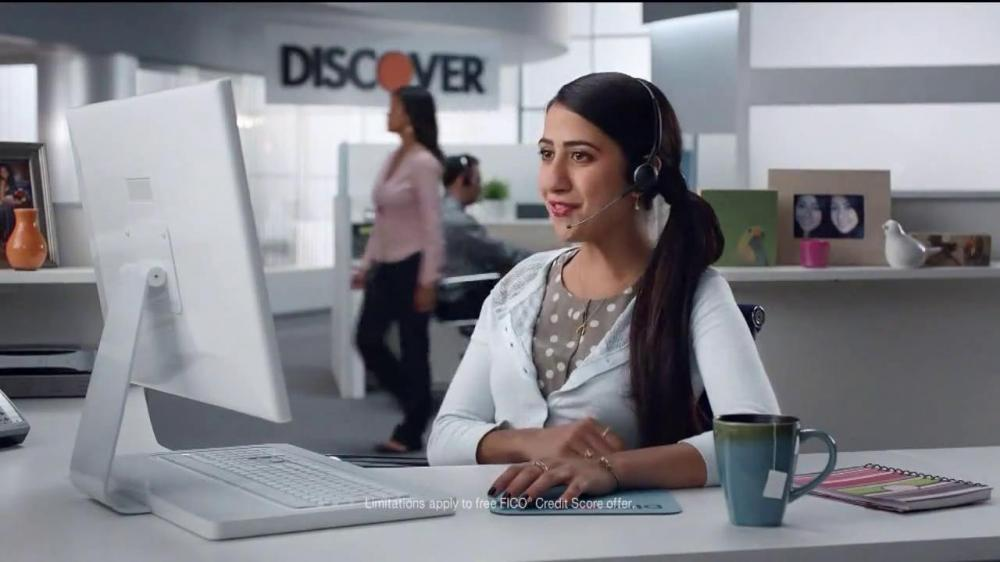 DISCOVER
Limitations apply to free FICO® Credit Score offer.